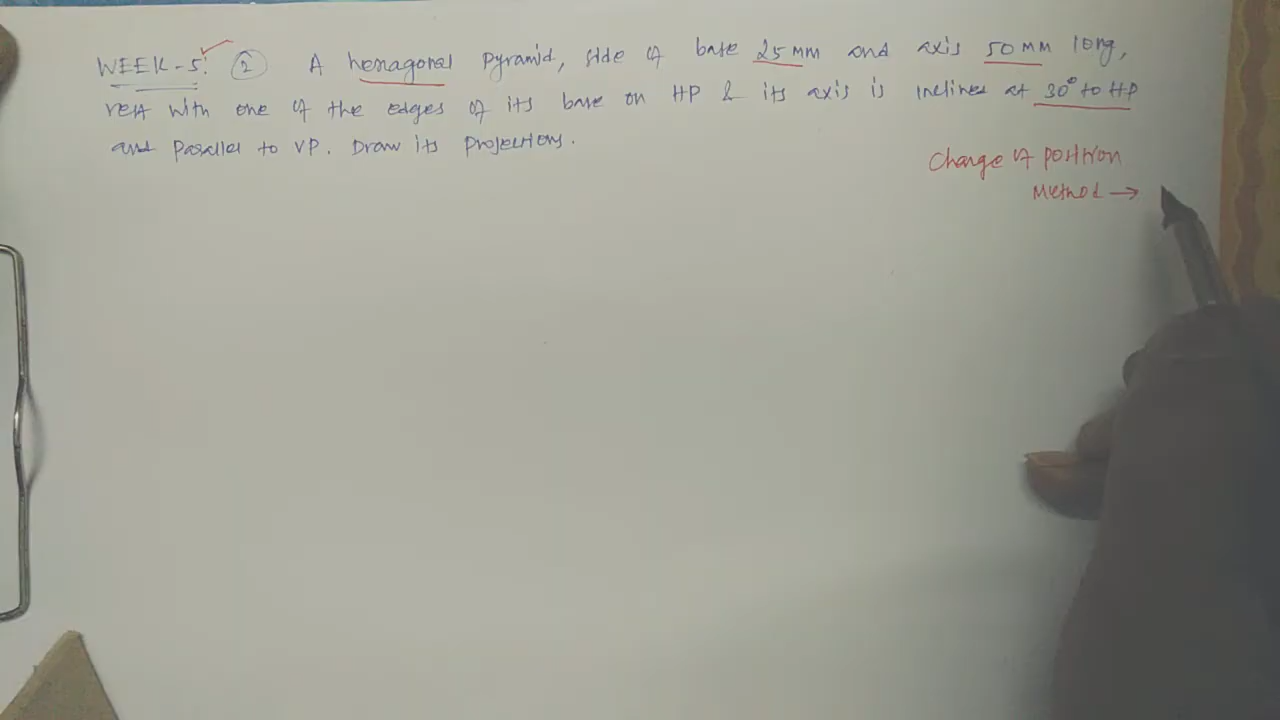 WEEK-5: ② A hexagonal pyramid, side of base 25 mm and axis 50 mm long,
rest with one of the edges of its base on HP & its axis is inclined at 30° to HP
and parallel to VP. Draw its projections.
Change of position
Method →